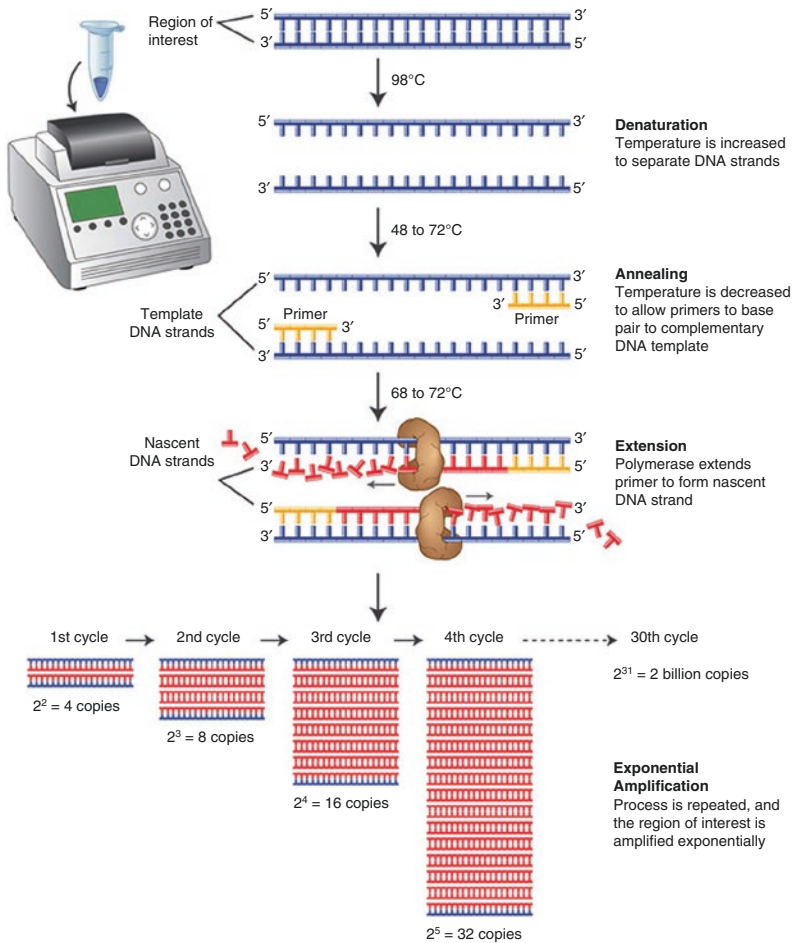 Region of
interest
5′ 3′
3′ 5′
98°C
5′ 3′
3′ 5′
Denaturation
Temperature is increased
to separate DNA strands
48 to 72°C
5′ 3′
3′ 5′
Primer
Template
DNA strands
Primer
5′ 3′
3′ 5′
Annealing
Temperature is decreased
to allow primers to base
pair to complementary
DNA template
68 to 72°C
Nascent
DNA strands
5′ 3′
3′ 5′
5′ 3′
3′ 5′
Extension
Polymerase extends
primer to form nascent
DNA strand
1st cycle
2nd cycle
3rd cycle
4th cycle
30th cycle
2² = 4 copies
2³ = 8 copies
2⁴ = 16 copies
2⁵ = 32 copies
2³¹ = 2 billion copies
Exponential
Amplification
Process is repeated, and
the region of interest is
amplified exponentially